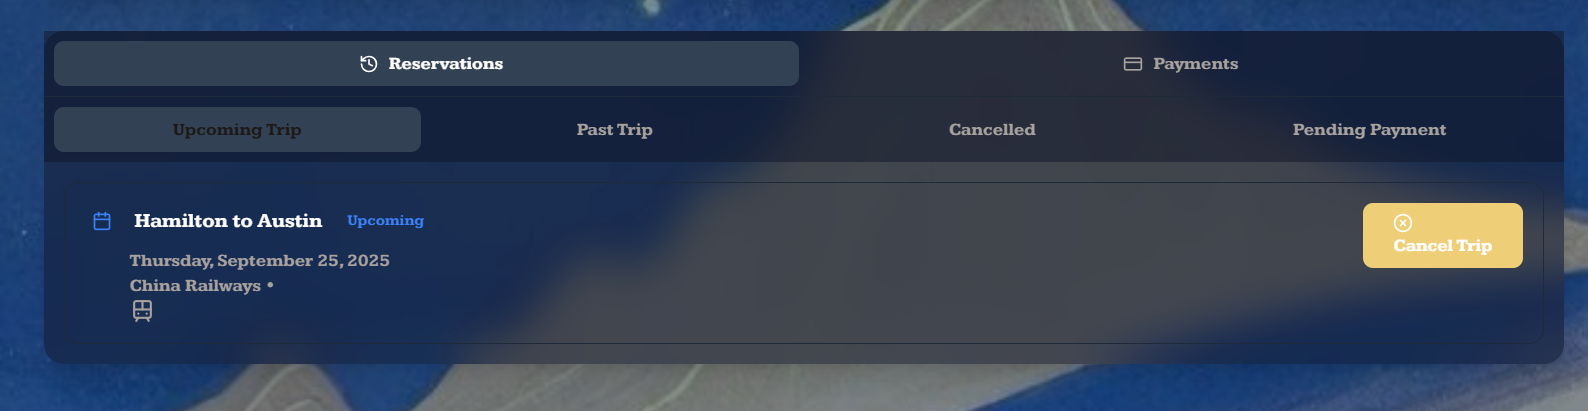 Reservations
Payments
Upcoming Trip
Past Trip
Cancelled
Pending Payment
Hamilton to Austin
Upcoming
Thursday, September 25, 2025
China Railways •
Cancel Trip